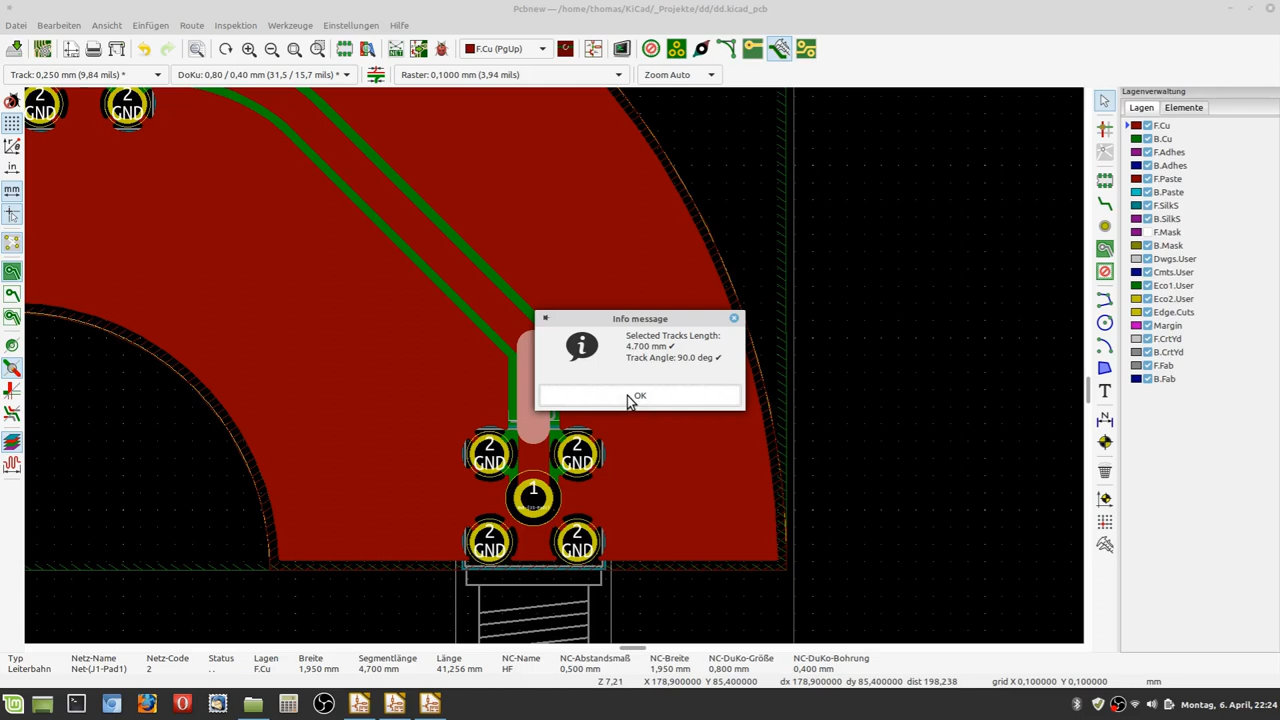 Pcbnew — /home/thomas/KiCad/_Projekte/dd/dd.kicad_pcb
Datei Bearbeiten Ansicht Einfügen Route Inspektion Werkzeuge Einstellungen Hilfe
F.Cu (PgUp)
Track: 0,250 mm (9,84 mils) * DoKu: 0,80 / 0,40 mm (31,5 / 15,7 mils) * Raster: 0,1000 mm (3,94 mils) Zoom Auto
Lagenverwaltung
Lagen Elemente
F.Cu
B.Cu
F.Adhes
B.Adhes
F.Paste
B.Paste
F.SilkS
B.SilkS
F.Mask
B.Mask
Dwgs.User
Cmts.User
Eco1.User
Eco2.User
Edge.Cuts
Margin
F.CrtYd
B.CrtYd
F.Fab
B.Fab
in
mm
2 GND
2 GND
Info message
Selected Tracks Length:
4.700 mm ✔
Track Angle: 90.0 deg ✔
OK
2 GND
2 GND
1
2 GND
2 GND
Typ Netz-Name Netz-Code Status Lagen Breite Segmentlänge Länge NC-Name NC-Abstandsmaß NC-Breite NC-DuKo-Größe NC-DuKo-Bohrung
Leiterbahn Net-(J1-Pad1) 2 .. F.Cu 1,950 mm 4,700 mm 41,256 mm HF 0,500 mm 1,950 mm 0,800 mm 0,400 mm
Z 7,21 X 178,900000 Y 85,400000 dx 178,900000 dy 85,400000 dist 198,238 grid X 0,100000 Y 0,100000 mm
Montag, 6. April, 22:24